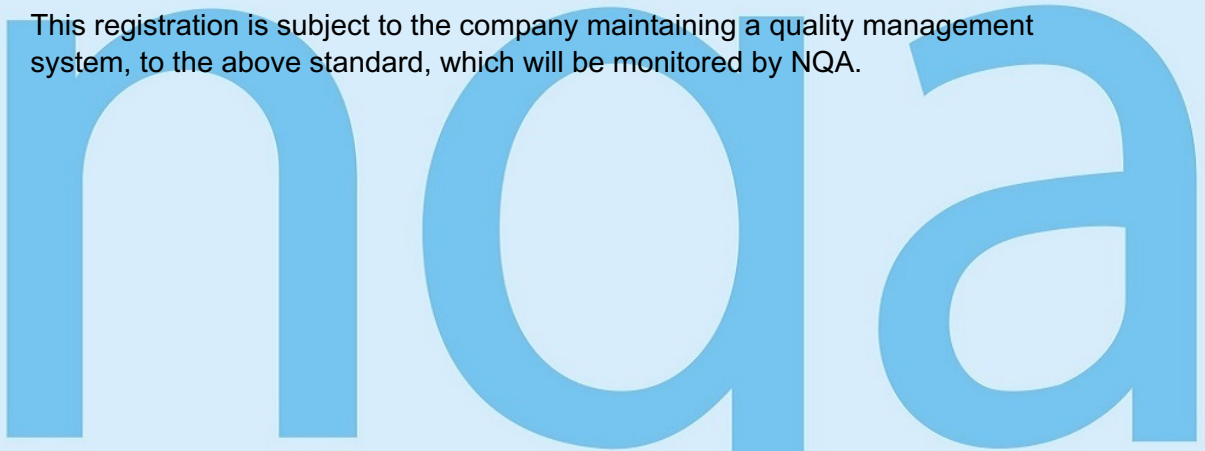 This registration is subject to the company maintaining a quality management
system, to the above standard, which will be monitored by NQA.
nqa